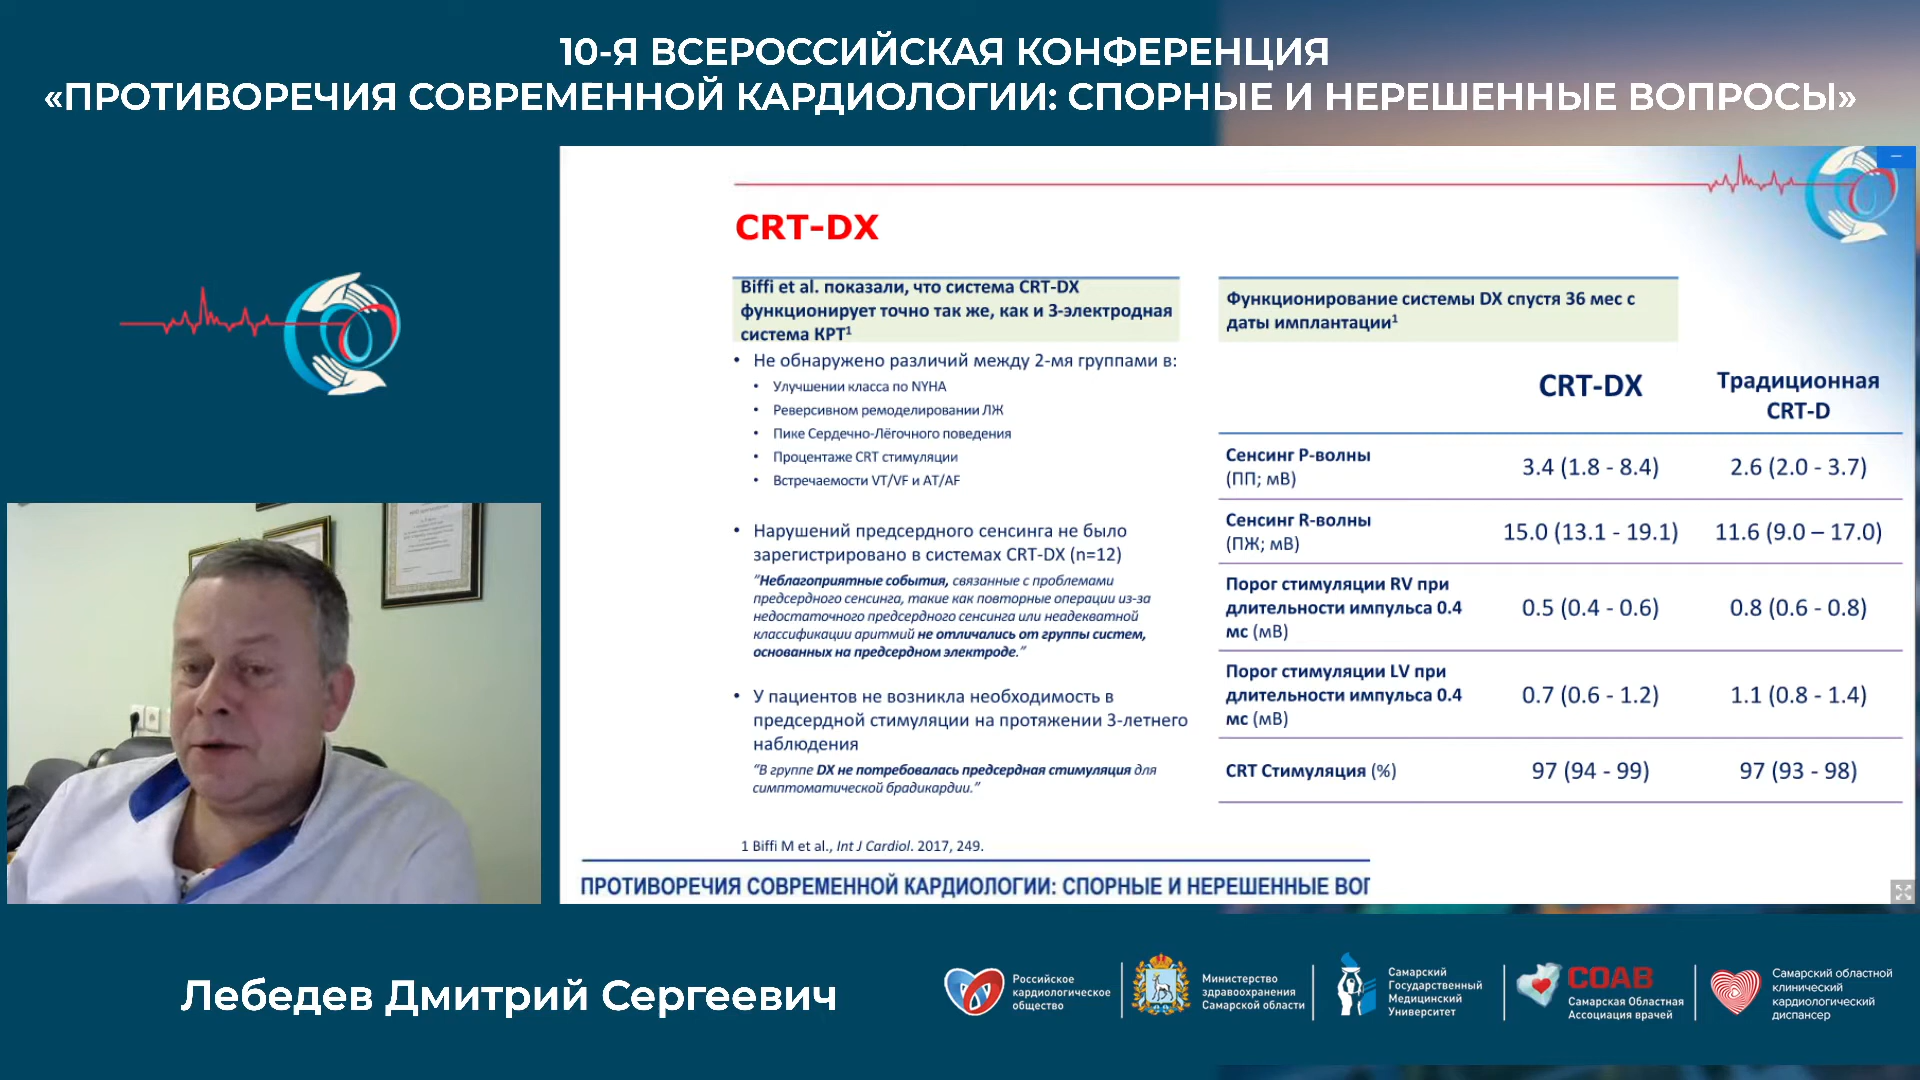 10-Я ВСЕРОССИЙСКАЯ КОНФЕРЕНЦИЯ
«ПРОТИВОРЕЧИЯ СОВРЕМЕННОЙ КАРДИОЛОГИИ: СПОРНЫЕ И НЕРЕШЕННЫЕ ВОПРОСЫ»
CRT-DX
Biffi et al. показали, что система CRT-DX
функционирует точно так же, как и 3-электродная
система КРТ¹
• Не обнаружено различий между 2-мя группами в:
• Улучшении класса по NYHA
• Реверсивном ремоделировании ЛЖ
• Пике Сердечно-Лёгочного поведения
• Процентаже CRT стимуляции
• Встречаемости VT/VF и AT/AF
• Нарушений предсердного сенсинга не было
зарегистрировано в системах CRT-DX (n=12)
"Неблагоприятные события, связанные с проблемами
предсердного сенсинга, такие как повторные операции из-за
недостаточного предсердного сенсинга или неадекватной
классификации аритмий не отличались от группы систем,
основанных на предсердном электроде."
• У пациентов не возникла необходимость в
предсердной стимуляции на протяжении 3-летнего
наблюдения
"В группе DX не потребовалась предсердная стимуляция для
симптоматической брадикардии."
1 Biffi M et al., Int J Cardiol. 2017, 249.
Функционирование системы DX спустя 36 мес с
даты имплантации¹
CRT-DX
Традиционная
CRT-D
Сенсинг Р-волны
(ПП; мВ)
3.4 (1.8 - 8.4)
2.6 (2.0 - 3.7)
Сенсинг R-волны
(ПЖ; мВ)
15.0 (13.1 - 19.1)
11.6 (9.0 – 17.0)
Порог стимуляции RV при
длительности импульса 0.4
мс (мВ)
0.5 (0.4 - 0.6)
0.8 (0.6 - 0.8)
Порог стимуляции LV при
длительности импульса 0.4
мс (мВ)
0.7 (0.6 - 1.2)
1.1 (0.8 - 1.4)
CRT Стимуляция (%)
97 (94 - 99)
97 (93 - 98)
ПРОТИВОРЕЧИЯ СОВРЕМЕННОЙ КАРДИОЛОГИИ: СПОРНЫЕ И НЕРЕШЕННЫЕ ВОП
Лебедев Дмитрий Сергеевич
Российское
кардиологическое
общество
Министерство
здравоохранения
Самарской области
Самарский
Государственный
Медицинский
Университет
СОАВ
Самарская Областная
Ассоциация врачей
Самарский областной
клинический
кардиологический
диспансер